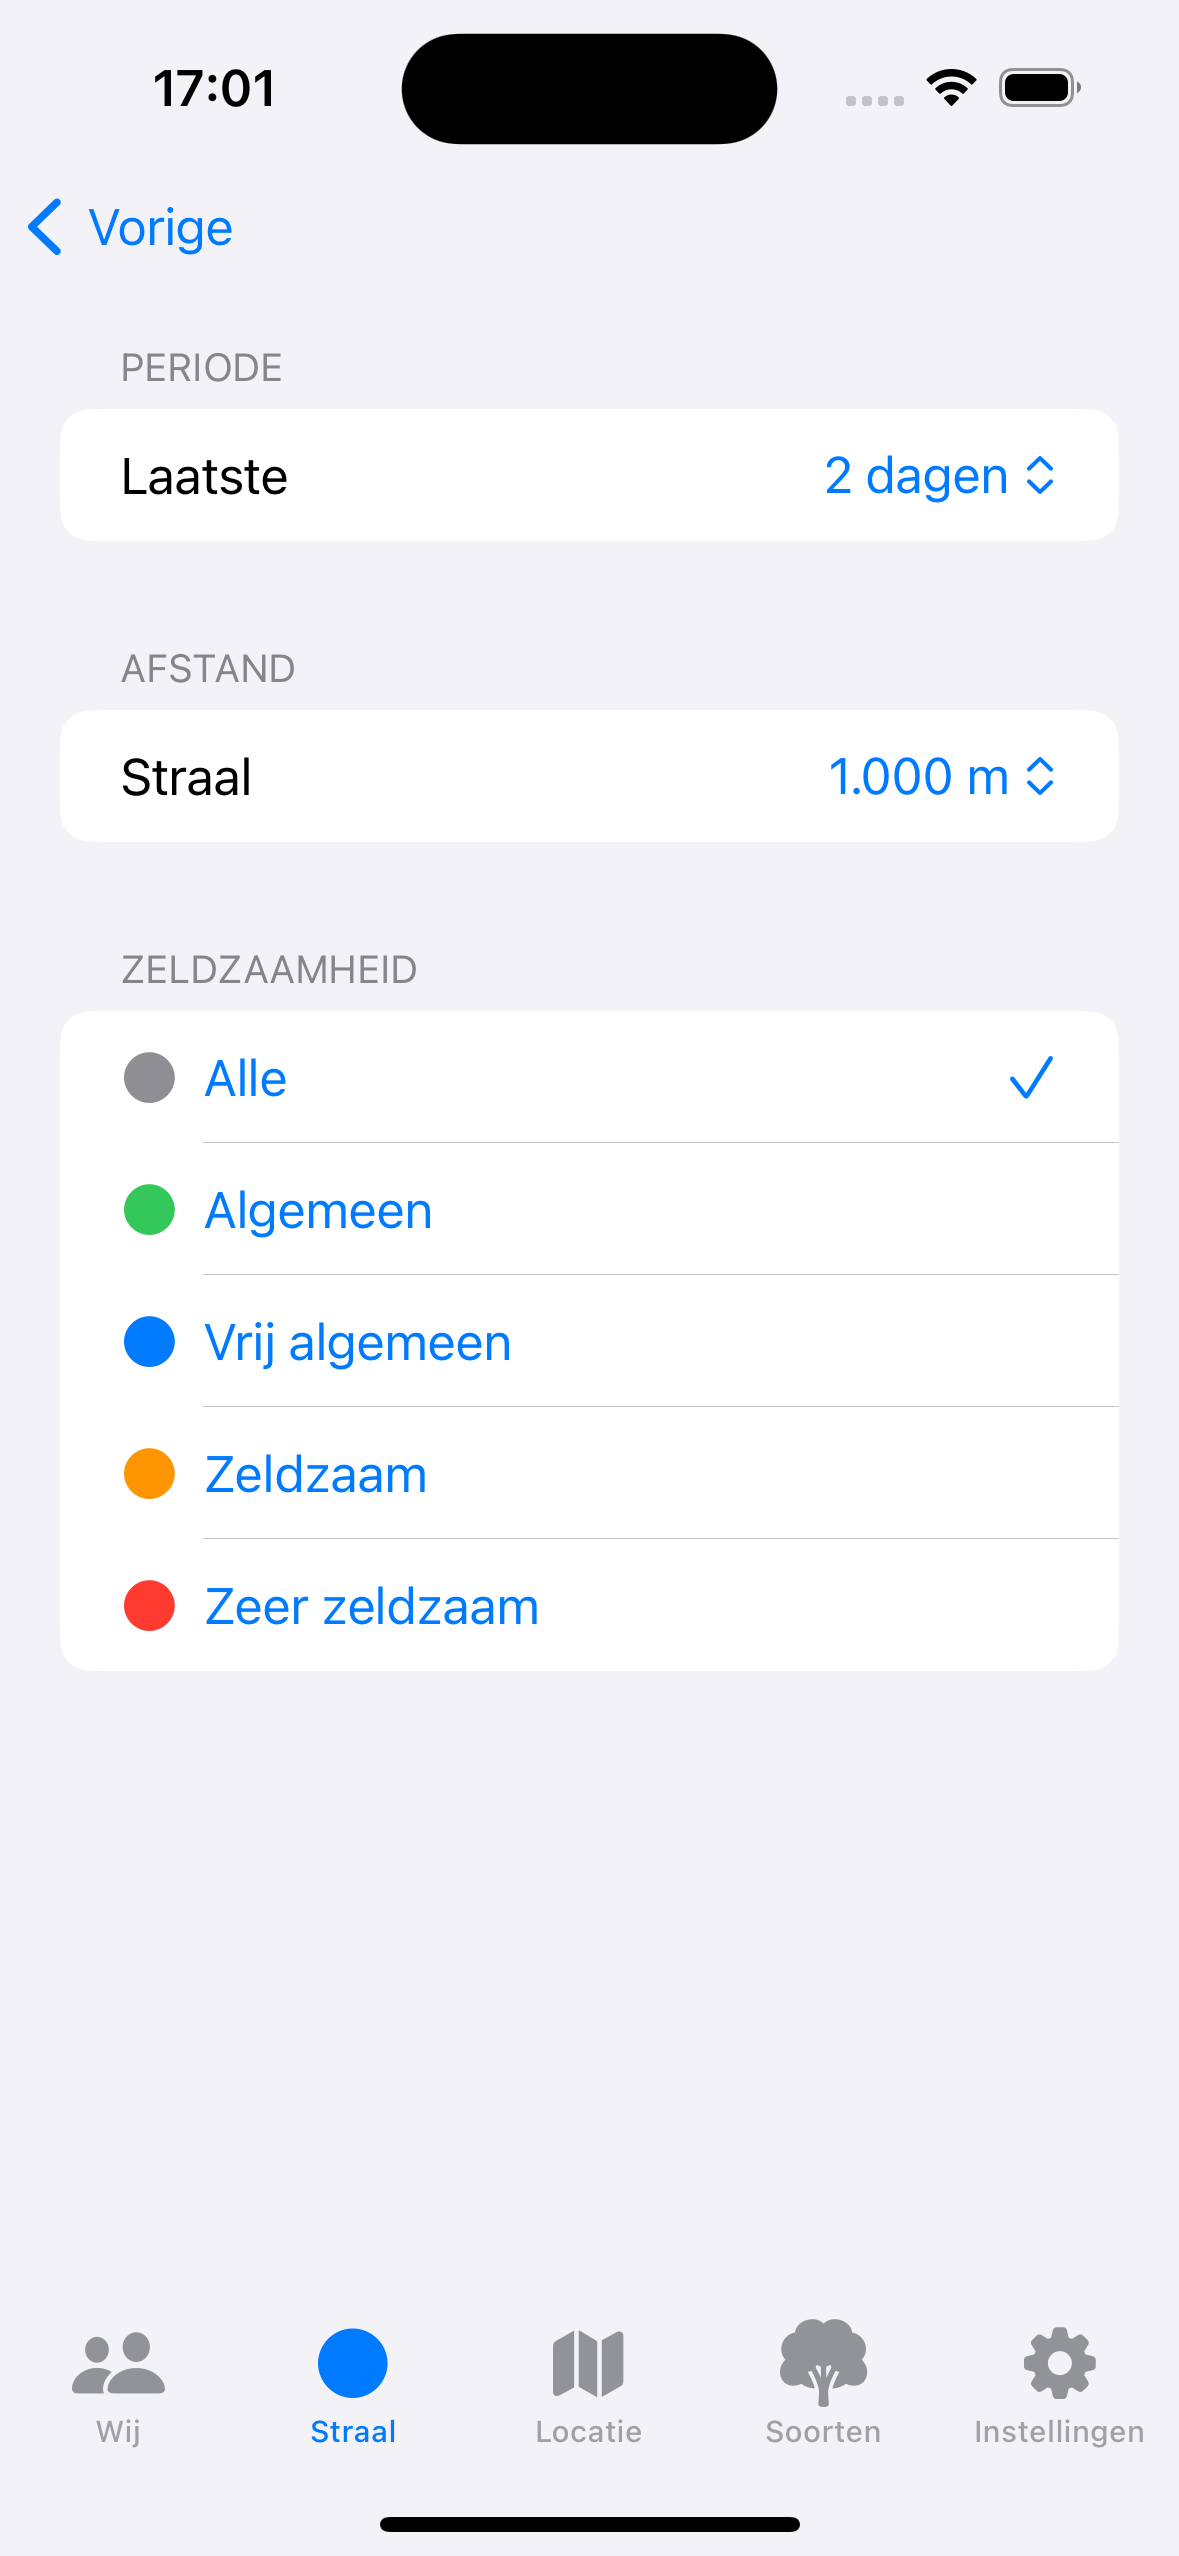 17:01
Vorige
PERIODE
Laatste 2 dagen
AFSTAND
Straal 1.000 m
ZELDZAAMHEID
Alle
Algemeen
Vrij algemeen
Zeldzaam
Zeer zeldzaam
Wij Straal Locatie Soorten Instellingen